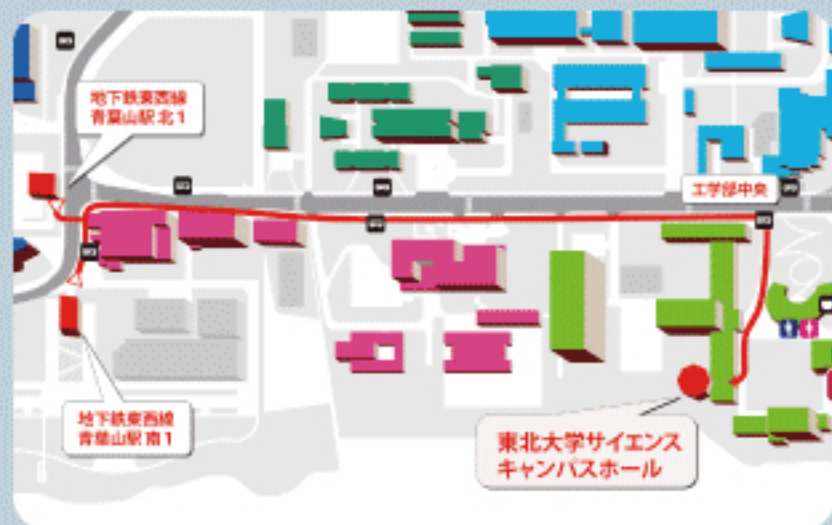 地下鉄東西線
青葉山駅 北1
工学部中央
地下鉄東西線
青葉山駅 南1
東北大学サイエンス
キャンパスホール